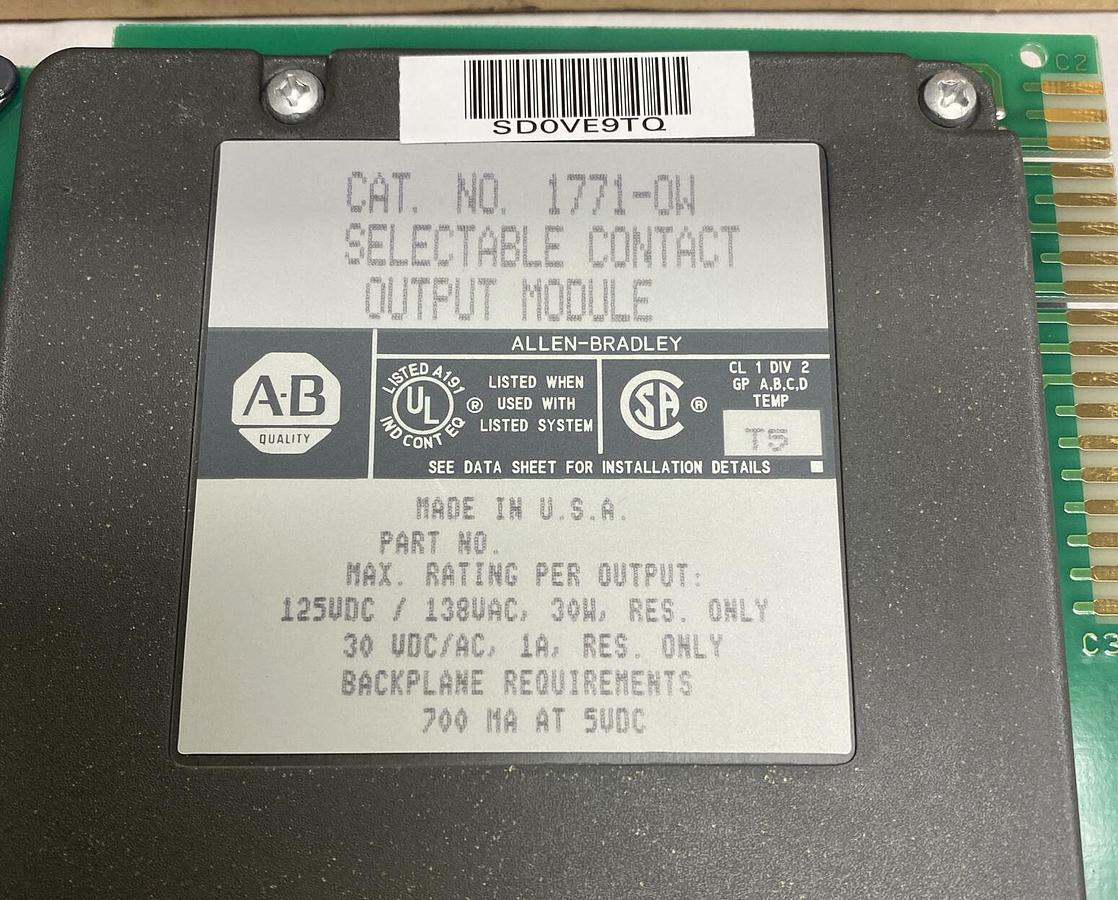 C2
SD0VE9TQ
CAT. NO. 1771-OW
SELECTABLE CONTACT
OUTPUT MODULE
ALLEN-BRADLEY
A-B
QUALITY
LISTED A191
UL
IND CONT EQ
®
LISTED WHEN
USED WITH
LISTED SYSTEM
SA
®
CL 1 DIV 2
GP A,B,C,D
TEMP
T5
SEE DATA SHEET FOR INSTALLATION DETAILS
MADE IN U.S.A.
PART NO.
MAX. RATING PER OUTPUT:
125VDC / 138VAC, 30W, RES. ONLY
30 VDC/AC, 1A, RES. ONLY
BACKPLANE REQUIREMENTS
700 MA AT 5VDC
C3